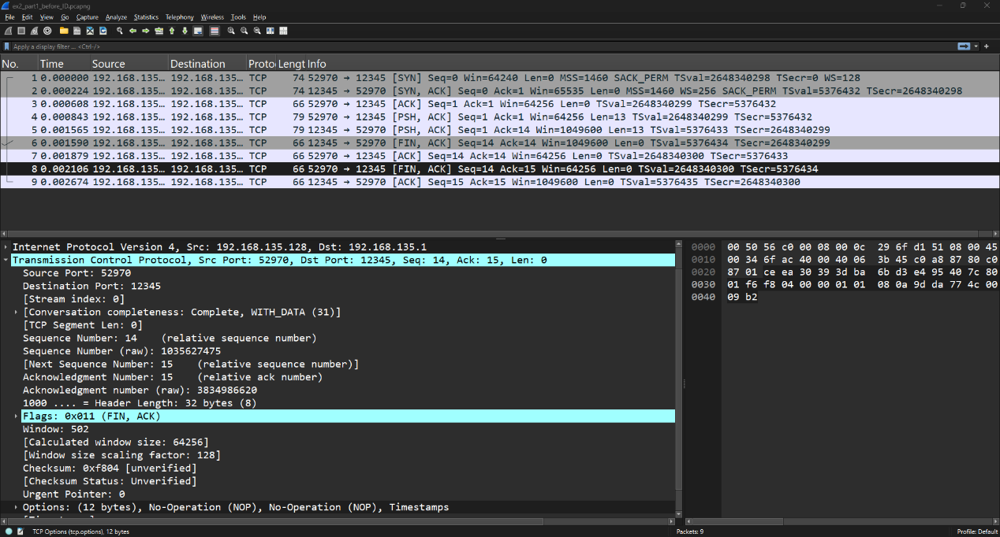 ex2_part1_before_ID.pcapng
File Edit View Go Capture Analyze Statistics Telephony Wireless Tools Help
Apply a display filter ... <Ctrl-/>
No. Time Source Destination Proto Lengt Info
1 0.000000 192.168.135… 192.168.135… TCP 74 52970 → 12345 [SYN] Seq=0 Win=64240 Len=0 MSS=1460 SACK_PERM TSval=2648340298 TSecr=0 WS=128
2 0.000224 192.168.135… 192.168.135… TCP 74 12345 → 52970 [SYN, ACK] Seq=0 Ack=1 Win=65535 Len=0 MSS=1460 WS=256 SACK_PERM TSval=5376432 TSecr=2648340298
3 0.000608 192.168.135… 192.168.135… TCP 66 52970 → 12345 [ACK] Seq=1 Ack=1 Win=64256 Len=0 TSval=2648340299 TSecr=5376432
4 0.000843 192.168.135… 192.168.135… TCP 79 52970 → 12345 [PSH, ACK] Seq=1 Ack=1 Win=64256 Len=13 TSval=2648340299 TSecr=5376432
5 0.001565 192.168.135… 192.168.135… TCP 79 12345 → 52970 [PSH, ACK] Seq=1 Ack=14 Win=1049600 Len=13 TSval=5376433 TSecr=2648340299
6 0.001590 192.168.135… 192.168.135… TCP 66 12345 → 52970 [FIN, ACK] Seq=14 Ack=14 Win=1049600 Len=0 TSval=5376434 TSecr=2648340299
7 0.001879 192.168.135… 192.168.135… TCP 66 52970 → 12345 [ACK] Seq=14 Ack=14 Win=64256 Len=0 TSval=2648340300 TSecr=5376433
8 0.002106 192.168.135… 192.168.135… TCP 66 52970 → 12345 [FIN, ACK] Seq=14 Ack=15 Win=64256 Len=0 TSval=2648340300 TSecr=5376434
9 0.002674 192.168.135… 192.168.135… TCP 66 12345 → 52970 [ACK] Seq=15 Ack=15 Win=1049600 Len=0 TSval=5376435 TSecr=2648340300
Internet Protocol Version 4, Src: 192.168.135.128, Dst: 192.168.135.1
Transmission Control Protocol, Src Port: 52970, Dst Port: 12345, Seq: 14, Ack: 15, Len: 0
Source Port: 52970
Destination Port: 12345
[Stream index: 0]
[Conversation completeness: Complete, WITH_DATA (31)]
[TCP Segment Len: 0]
Sequence Number: 14 (relative sequence number)
Sequence Number (raw): 1035627475
[Next Sequence Number: 15 (relative sequence number)]
Acknowledgment Number: 15 (relative ack number)
Acknowledgment number (raw): 3834986620
1000 .... = Header Length: 32 bytes (8)
Flags: 0x011 (FIN, ACK)
Window: 502
[Calculated window size: 64256]
[Window size scaling factor: 128]
Checksum: 0xf804 [unverified]
[Checksum Status: Unverified]
Urgent Pointer: 0
Options: (12 bytes), No-Operation (NOP), No-Operation (NOP), Timestamps
0000 00 50 56 c0 00 08 00 0c 29 6f d1 51 08 00 45
0010 00 34 6f ac 40 00 40 06 3b 45 c0 a8 87 80 c0
0020 87 01 ce ea 30 39 3d ba 6b d3 e4 95 40 7c 80
0030 01 f6 f8 04 00 00 01 01 08 0a 9d da 77 4c 00
0040 09 b2
TCP Options (tcp.options), 12 bytes
Packets: 9
Profile: Default